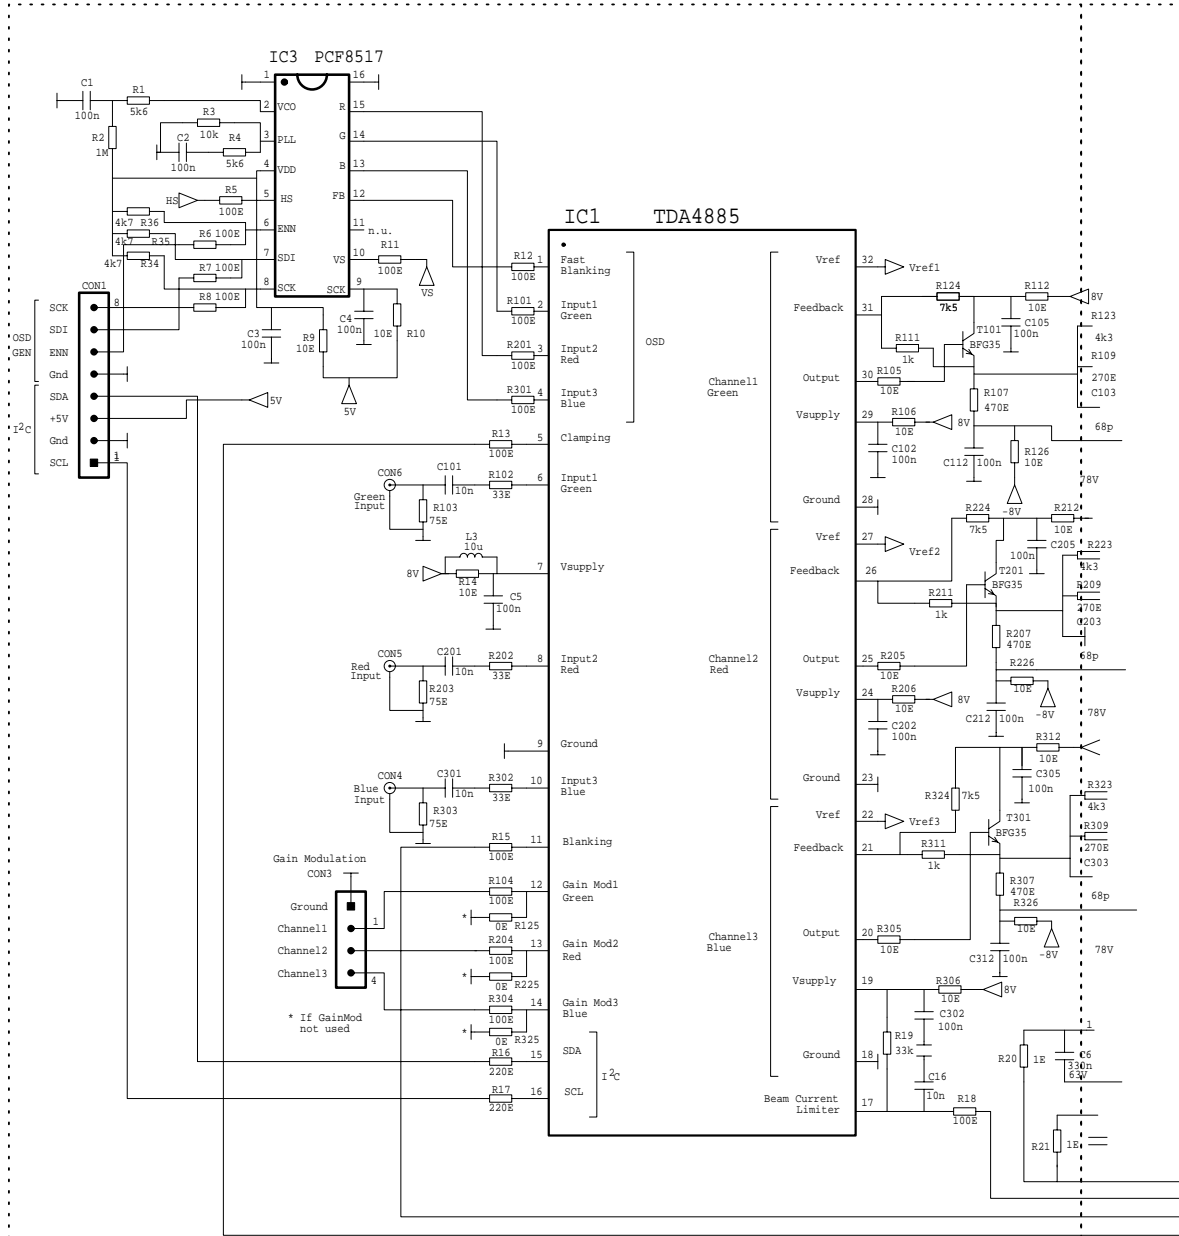 IC3 PCF8517
1
16
C1
100n
R1
5k6
2 VCO
R 15
R2
1M
R3
10k
C2
100n
R4
5k6
3 PLL
G 14
4 VDD
B 13
HS
R5
100E
5 HS
FB 12
4k7 R36
4k7 R35
4k7 R34
R6 100E
6 ENN
11 n.u.
R7 100E
7 SDI
VS 10
R11
100E
VS
R8 100E
8 SCK
SCK 9
C4
100n
10E R10
C3
100n
R9
10E
5V
CON1
8
OSD
GEN
SCK
SDI
ENN
Gnd
I2C
SDA
+5V
Gnd
SCL
1
5V
IC1 TDA4885
R12
100E
1 Fast
Blanking
R101
100E
2 Input1
Green
R201
100E
3 Input2
Red
R301
100E
4 Input3
Blue
OSD
R13
100E
5 Clamping
CON6
Green
Input
C101
10n
R102
33E
R103
75E
6 Input1
Green
8V
L3
10u
R14
10E
C5
100n
7 Vsupply
CON5
Red
Input
C201
10n
R202
33E
R203
75E
8 Input2
Red
9 Ground
CON4
Blue
Input
C301
10n
R302
33E
R303
75E
10 Input3
Blue
R15
100E
11 Blanking
Gain Modulation
CON3
Ground
Channel1
Channel2
Channel3
1
4
* If GainMod
not used
R104
100E
12 Gain Mod1
Green
*
0E R125
R204
100E
13 Gain Mod2
Red
*
0E R225
R304
100E
14 Gain Mod3
Blue
*
0E R325
R16
220E
15 SDA
R17
220E
16 SCL
I2C
Channel1
Green
Vref 32
Vref1
Feedback 31
R124
7k5
R112
10E
8V
C105
100n
T101
BFG35
R111
1k
R123
4k3
R109
270E
C103
68p
Output 30
R105
10E
R107
470E
Vsupply 29
R106
10E
8V
C102
100n
C112 100n
R126
10E
-8V
78V
Ground 28
Channel2
Red
Vref 27
Vref2
Feedback 26
R224
7k5
R212
10E
C205
100n
T201
BFG35
R211
1k
R223
4k3
R209
270E
C203
68p
R207
470E
Output 25
R205
10E
R226
10E
-8V
Vsupply 24
R206
10E
8V
C202
100n
C212 100n
78V
Ground 23
R312
10E
C305
100n
R324 7k5
Channel3
Blue
Vref 22
Vref3
T301
BFG35
Feedback 21
R311
1k
R323
4k3
R309
270E
C303
68p
R307
470E
R326
10E
-8V
Output 20
R305
10E
C312 100n
78V
Vsupply 19
R306
10E
8V
C302
100n
R19
33k
Ground 18
C16
10n
Beam Current
Limiter
17
R18
100E
R20 1E
1
C6
330n
63V
R21 1E